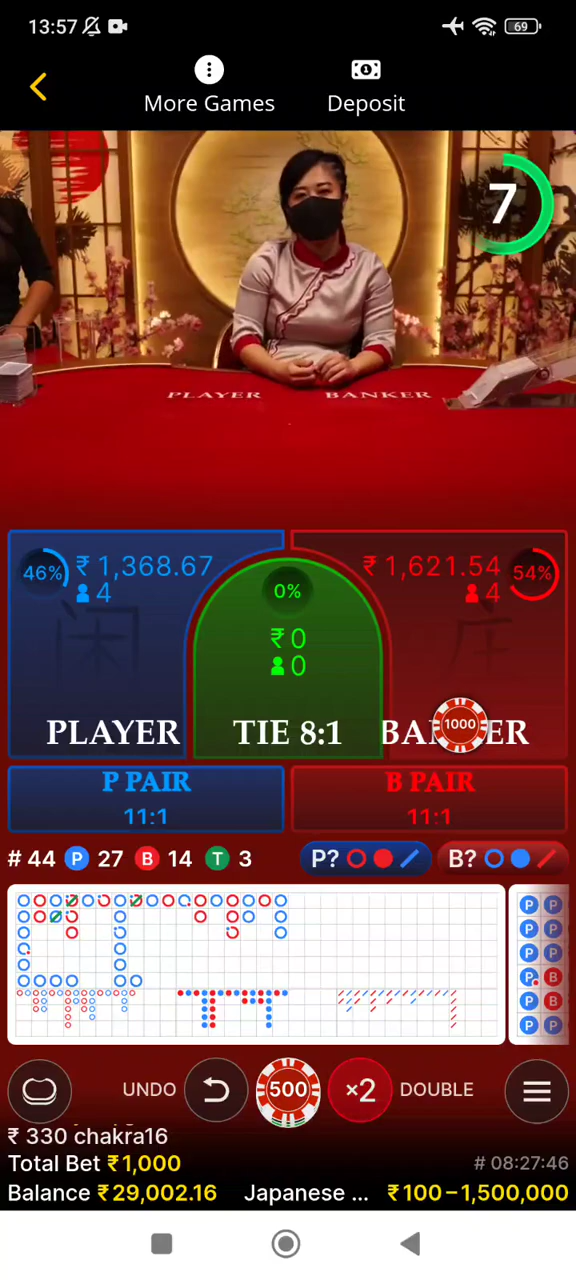 13:57 69
More Games Deposit
7
PLAYER BANKER
46% ₹ 1,368.67 4
闲
PLAYER
0%
₹ 0
0
TIE 8:1
₹ 1,621.54 54% 4
庄
BANKER
1000
P PAIR
11:1
B PAIR
11:1
# 44 P 27 B 14 T 3 P? B?
P P
P P
P P
P P
P B
P B
P P
UNDO 500 ×2 DOUBLE
₹ 330 chakra16
Total Bet ₹1,000 # 08:27:46
Balance ₹29,002.16 Japanese ... ₹100–1,500,000